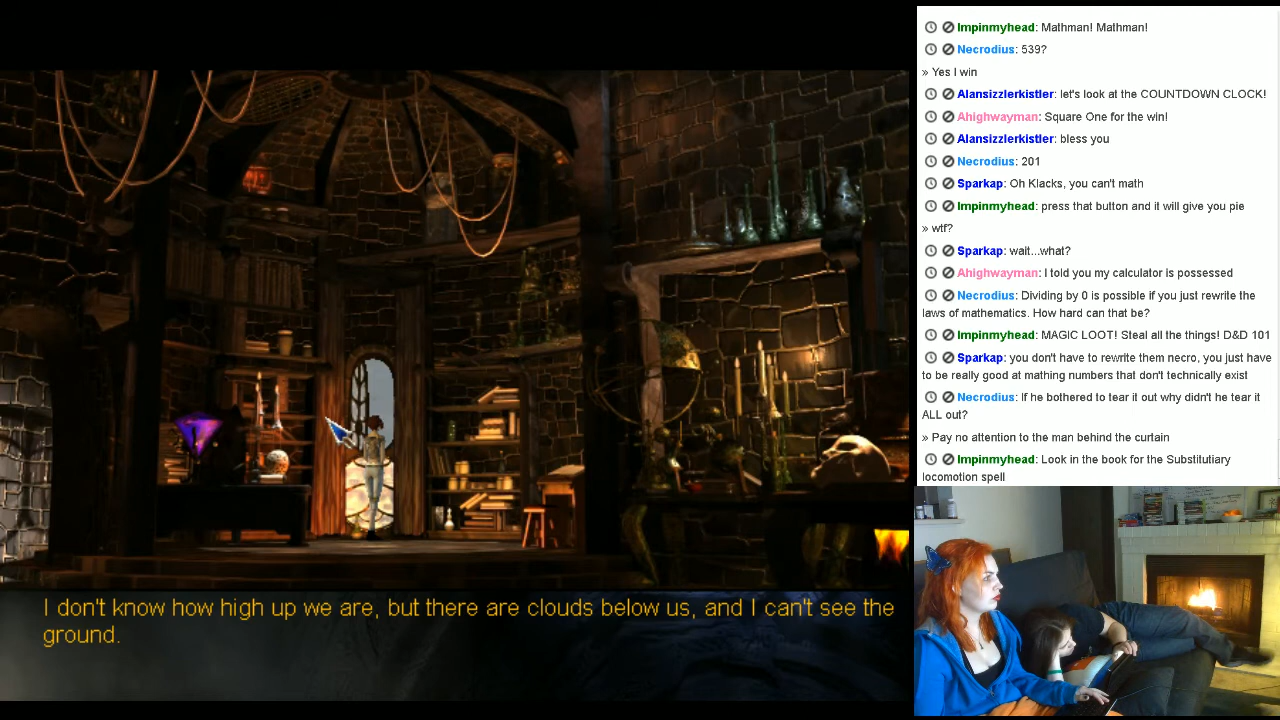 Impinmyhead: Mathman! Mathman!
Necrodius: 539?
» Yes I win
Alansizzlerkistler: let's look at the COUNTDOWN CLOCK!
Ahighwayman: Square One for the win!
Alansizzlerkistler: bless you
Necrodius: 201
Sparkap: Oh Klacks, you can't math
Impinmyhead: press that button and it will give you pie
» wtf?
Sparkap: wait...what?
Ahighwayman: I told you my calculator is possessed
Necrodius: Dividing by 0 is possible if you just rewrite the
laws of mathematics. How hard can that be?
Impinmyhead: MAGIC LOOT! Steal all the things! D&D 101
Sparkap: you don't have to rewrite them necro, you just have
to be really good at mathing numbers that don't technically exist
Necrodius: If he bothered to tear it out why didn't he tear it
ALL out?
» Pay no attention to the man behind the curtain
Impinmyhead: Look in the book for the Substitutiary
locomotion spell
I don't know how high up we are, but there are clouds below us, and I can't see the
ground.